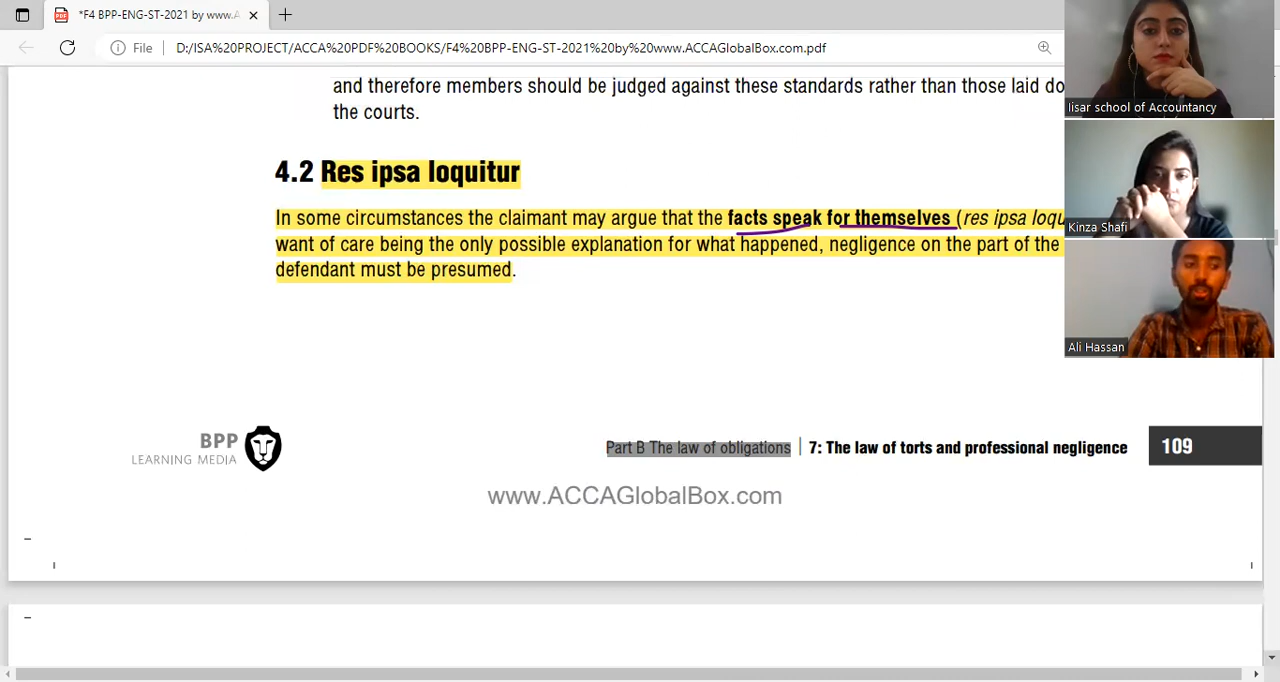 *F4 BPP-ENG-ST-2021 by www.A
File
D:/ISA%20PROJECT/ACCA%20PDF%20BOOKS/F4%20BPP-ENG-ST-2021%20by%20www.ACCAGlobalBox.com.pdf
and therefore members should be judged against these standards rather than those laid do
the courts.
4.2 Res ipsa loquitur
In some circumstances the claimant may argue that the facts speak for themselves (res ipsa loqu
want of care being the only possible explanation for what happened, negligence on the part of the
defendant must be presumed.
lisar school of Accountancy
Kinza Shafi
Ali Hassan
BPP
LEARNING MEDIA
Part B The law of obligations | 7: The law of torts and professional negligence 109
www.ACCAGlobalBox.com